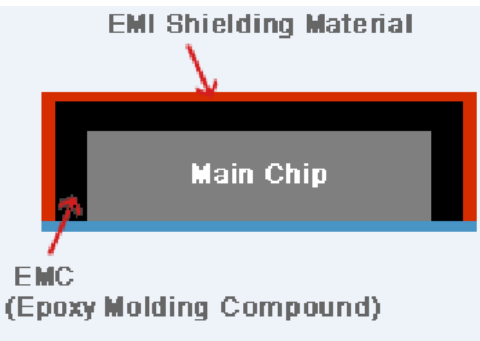 EMI Shielding Material
Main Chip
EMC
(Epoxy Molding Compound)